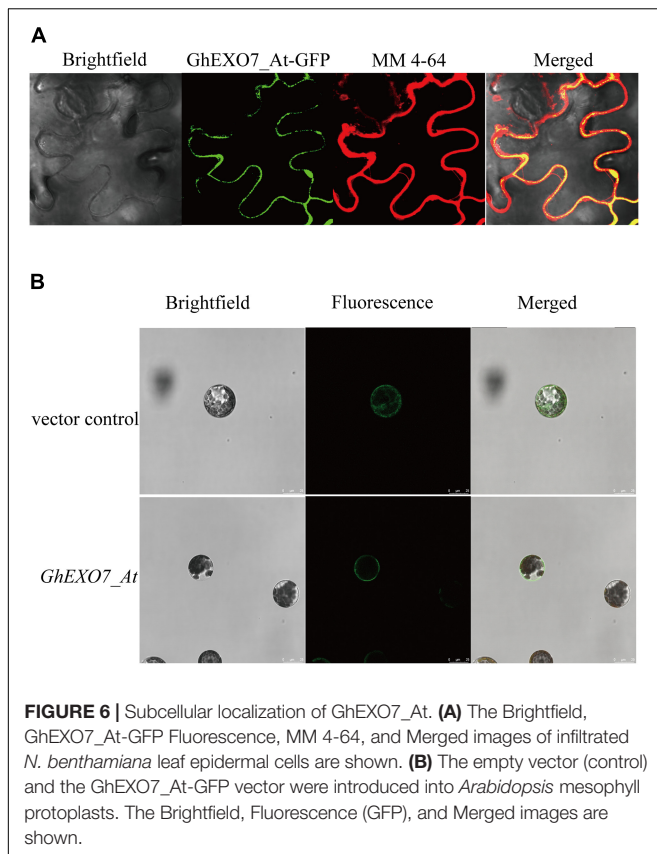 A
Brightfield GhEXO7_At-GFP MM 4-64 Merged
B
Brightfield Fluorescence Merged
vector control
GhEXO7_At
FIGURE 6 | Subcellular localization of GhEXO7_At. (A) The Brightfield,
GhEXO7_At-GFP Fluorescence, MM 4-64, and Merged images of infiltrated
N. benthamiana leaf epidermal cells are shown. (B) The empty vector (control)
and the GhEXO7_At-GFP vector were introduced into Arabidopsis mesophyll
protoplasts. The Brightfield, Fluorescence (GFP), and Merged images are
shown.